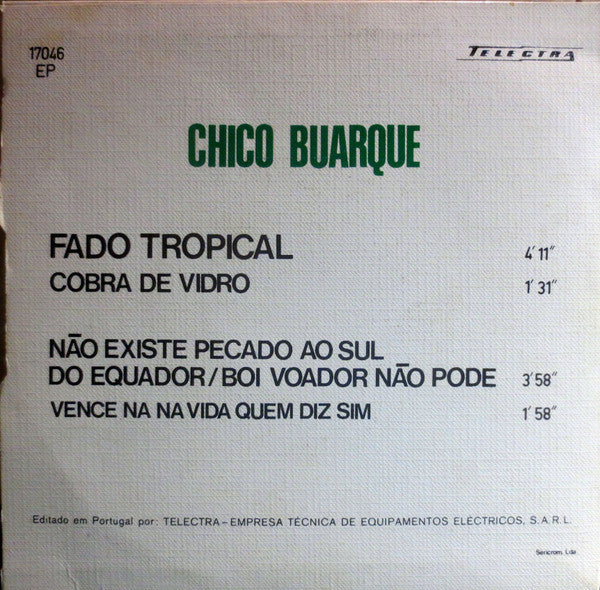 17046
EP
TELECTRA
CHICO BUARQUE
FADO TROPICAL 4'11"
COBRA DE VIDRO 1'31"
NÃO EXISTE PECADO AO SUL
DO EQUADOR/BOI VOADOR NÃO PODE 3'58"
VENCE NA NA VIDA QUEM DIZ SIM 1'58"
Editado em Portugal por: TELECTRA-EMPRESA TÉCNICA DE EQUIPAMENTOS ELÉCTRICOS, S.A.R.L.
Sericrom, Lda